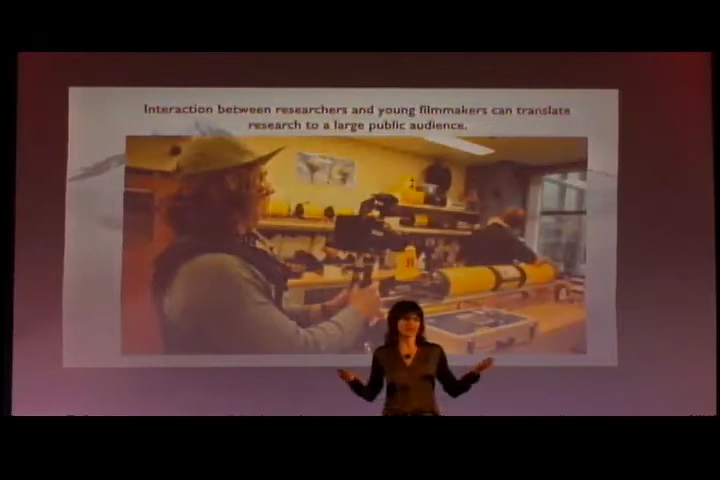 Interaction between researchers and young filmmakers can translate
research to a large public audience.